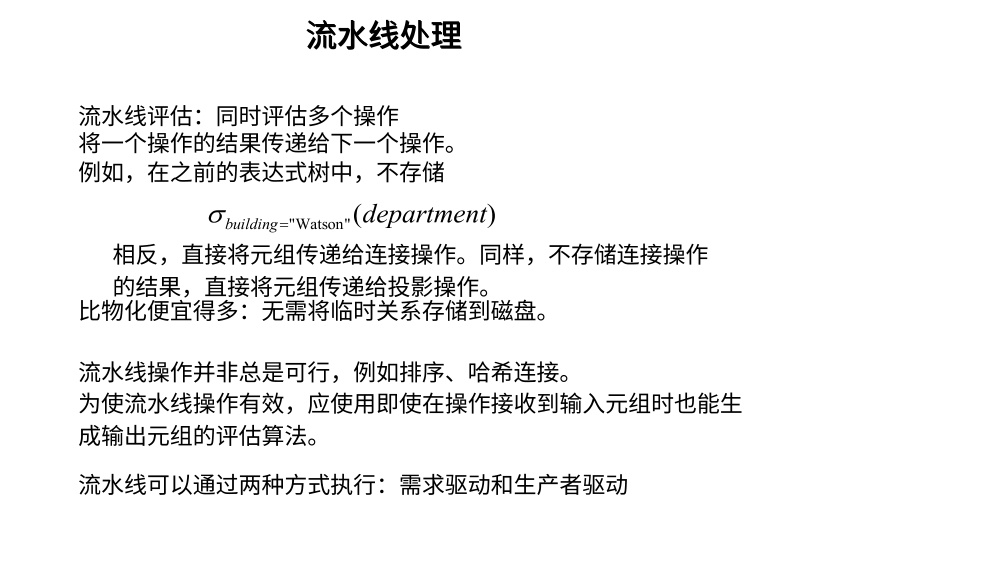 流水线处理
流水线评估：同时评估多个操作
将一个操作的结果传递给下一个操作。
例如，在之前的表达式树中，不存储
σ building="Watson" (department)
相反，直接将元组传递给连接操作。同样，不存储连接操作
的结果，直接将元组传递给投影操作。
比物化便宜得多：无需将临时关系存储到磁盘。
流水线操作并非总是可行，例如排序、哈希连接。
为使流水线操作有效，应使用即使在操作接收到输入元组时也能生
成输出元组的评估算法。
流水线可以通过两种方式执行：需求驱动和生产者驱动